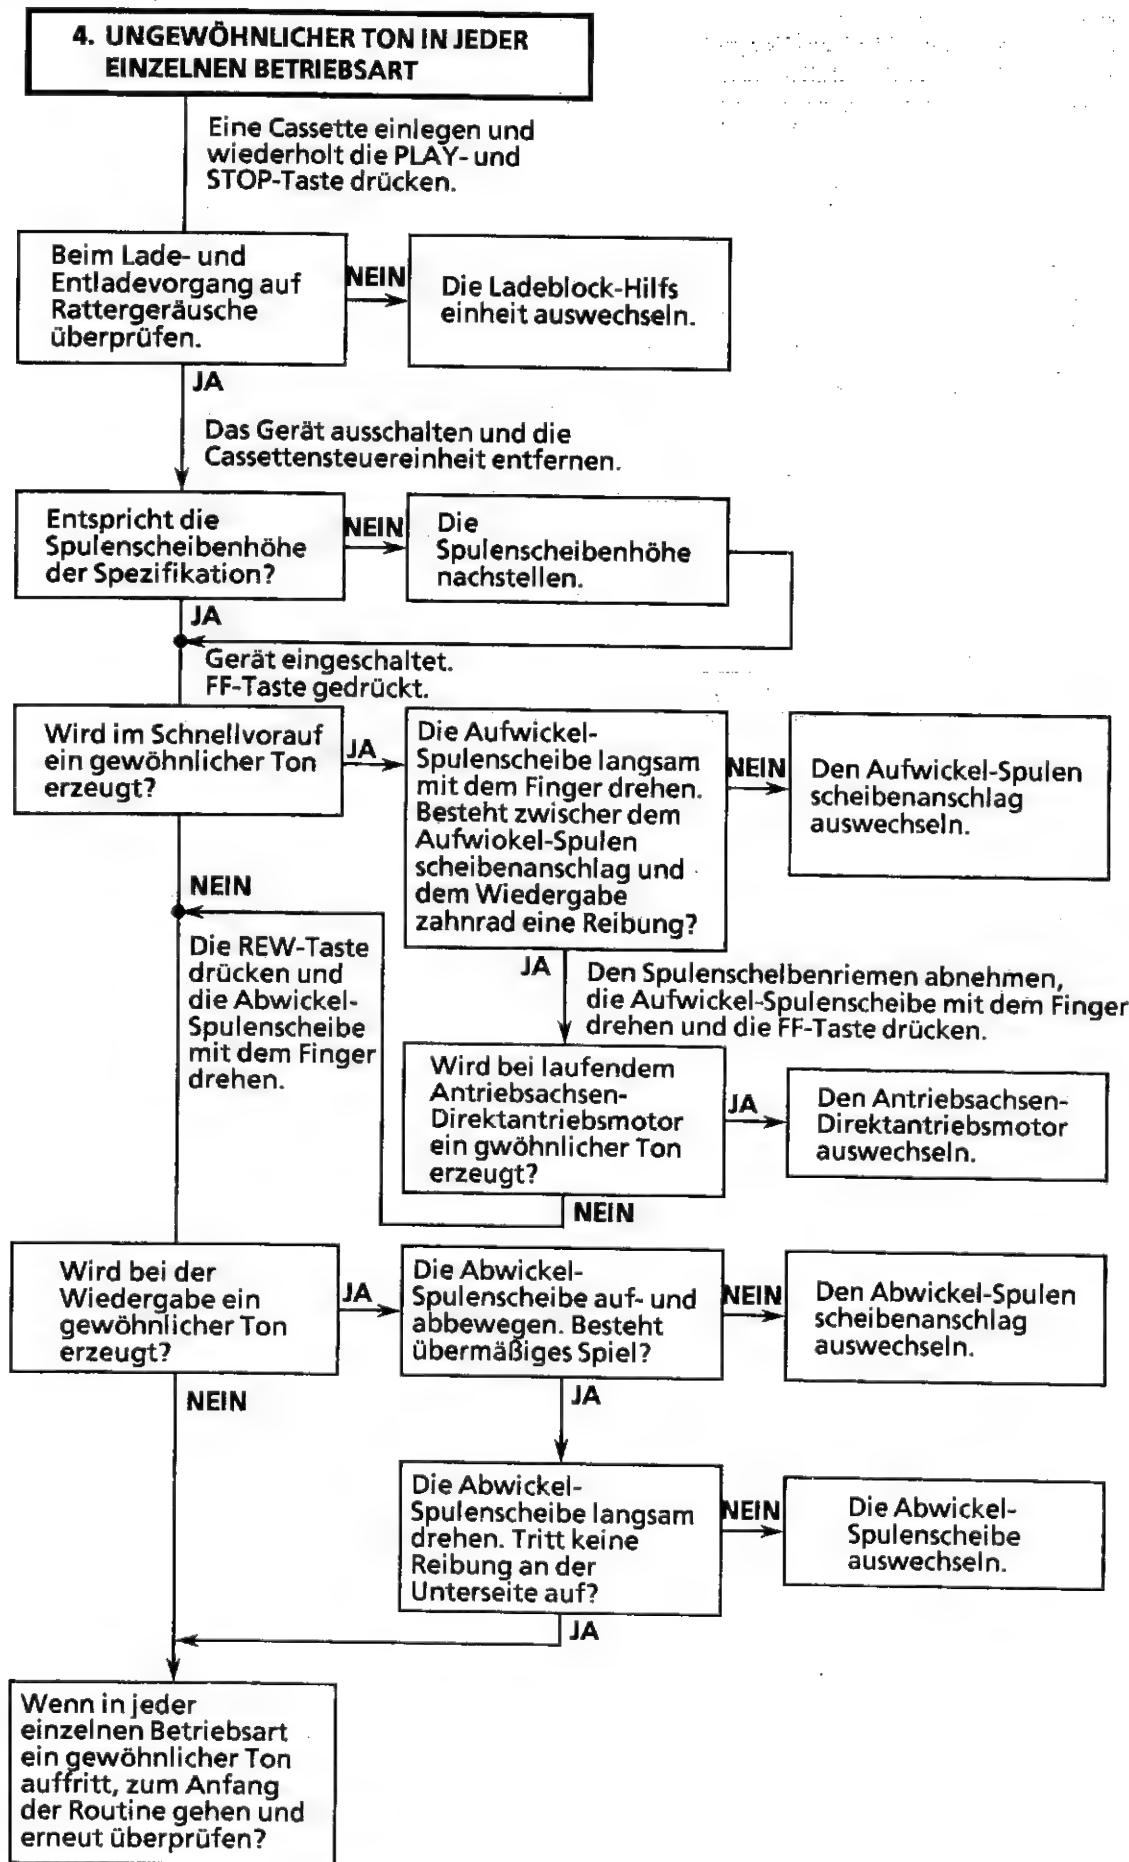 4. UNGEWÖHNLICHER TON IN JEDER
EINZELNEN BETRIEBSART
Eine Cassette einlegen und
wiederholt die PLAY- und
STOP-Taste drücken.
Beim Lade- und
Entladevorgang auf
Rattergeräusche
überprüfen.
NEIN
Die Ladeblock-Hilfs
einheit auswechseln.
JA
Das Gerät ausschalten und die
Cassettensteuereinheit entfernen.
Entspricht die
Spulenscheibenhöhe
der Spezifikation?
NEIN
Die
Spulenscheibenhöhe
nachstellen.
JA
Gerät eingeschaltet.
FF-Taste gedrückt.
Wird im Schnellvorauf
ein gewöhnlicher Ton
erzeugt?
JA
Die Aufwickel-
Spulenscheibe langsam
mit dem Finger drehen.
Besteht zwischer dem
Aufwiokel-Spulen
scheibenanschlag und
dem Wiedergabe
zahnrad eine Reibung?
NEIN
Den Aufwickel-Spulen
scheibenanschlag
auswechseln.
NEIN
Die REW-Taste
drücken und
die Abwickel-
Spulenscheibe
mit dem Finger
drehen.
JA
Den Spulenschelbenriemen abnehmen,
die Aufwickel-Spulenscheibe mit dem Finger
drehen und die FF-Taste drücken.
Wird bei laufendem
Antriebsachsen-
Direktantriebsmotor
ein gwöhnlicher Ton
erzeugt?
JA
Den Antriebsachsen-
Direktantriebsmotor
auswechseln.
NEIN
Wird bei der
Wiedergabe ein
gewöhnlicher Ton
erzeugt?
JA
Die Abwickel-
Spulenscheibe auf- und
abbewegen. Besteht
übermäßiges Spiel?
NEIN
Den Abwickel-Spulen
scheibenanschlag
auswechseln.
NEIN
JA
Die Abwickel-
Spulenscheibe langsam
drehen. Tritt keine
Reibung an der
Unterseite auf?
NEIN
Die Abwickel-
Spulenscheibe
auswechseln.
JA
Wenn in jeder
einzelnen Betriebsart
ein gewöhnlicher Ton
auffritt, zum Anfang
der Routine gehen und
erneut überprüfen?